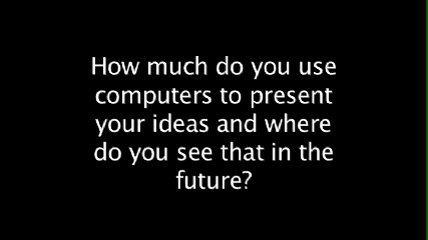 How much do you use
computers to present
your ideas and where
do you see that in the
future?